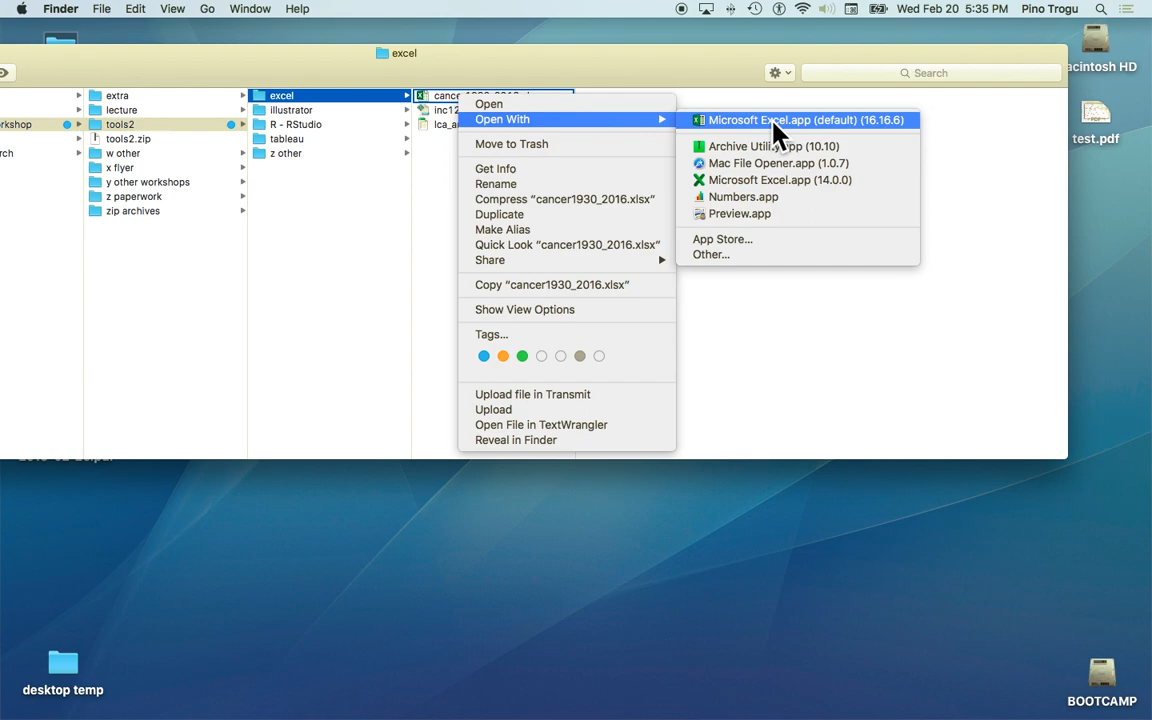 Finder File Edit View Go Window Help Wed Feb 20 5:35 PM Pino Trogu
excel
Search
acintosh HD
test.pdf
rkshop
rch
extra
lecture
tools2
tools2.zip
w other
x flyer
y other workshops
z paperwork
zip archives
excel
illustrator
R - RStudio
tableau
z other
inc12
lca_a
Open
Open With
Move to Trash
Get Info
Rename
Compress “cancer1930_2016.xlsx”
Duplicate
Make Alias
Quick Look “cancer1930_2016.xlsx”
Share
Copy “cancer1930_2016.xlsx”
Show View Options
Tags...
Upload file in Transmit
Upload
Open File in TextWrangler
Reveal in Finder
Microsoft Excel.app (default) (16.16.6)
Archive Utility.app (10.10)
Mac File Opener.app (1.0.7)
Microsoft Excel.app (14.0.0)
Numbers.app
Preview.app
App Store...
Other...
desktop temp
BOOTCAMP